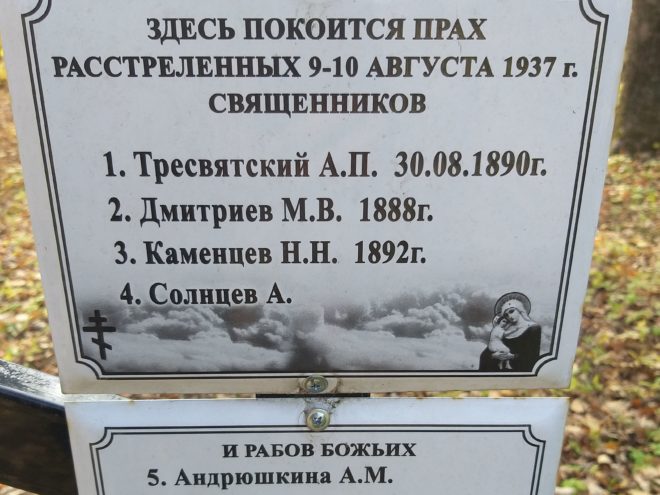 ЗДЕСЬ ПОКОИТСЯ ПРАХ
РАССТРЕЛЕННЫХ 9-10 АВГУСТА 1937 г.
СВЯЩЕННИКОВ
1. Тресвятский А.П. 30.08.1890г.
2. Дмитриев М.В. 1888г.
3. Каменцев Н.Н. 1892г.
4. Солнцев А.
И РАБОВ БОЖЬИХ
5. Андрюшкина А.М.